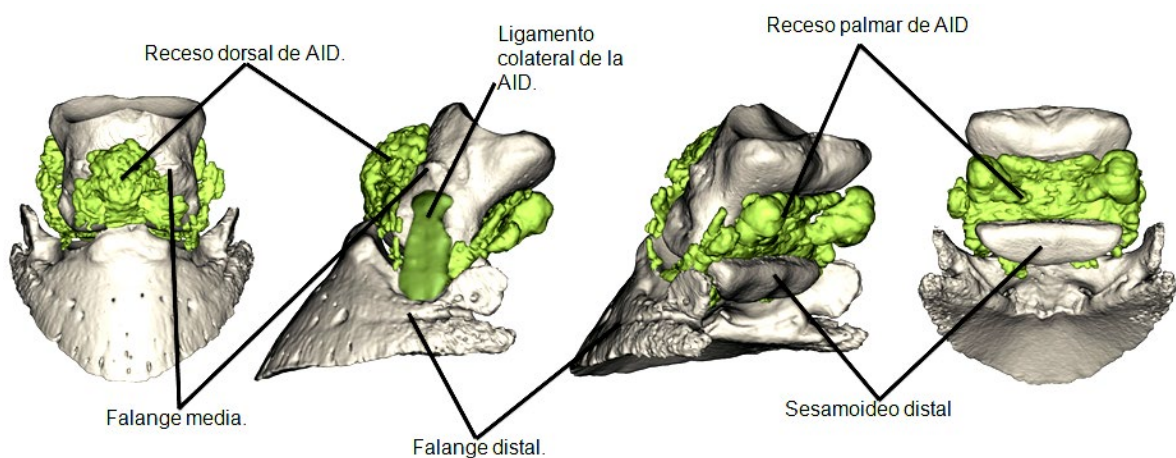 Receso dorsal de AID.
Ligamento
colateral de la
AID.
Receso palmar de AID
Falange media.
Falange distal.
Sesamoideo distal